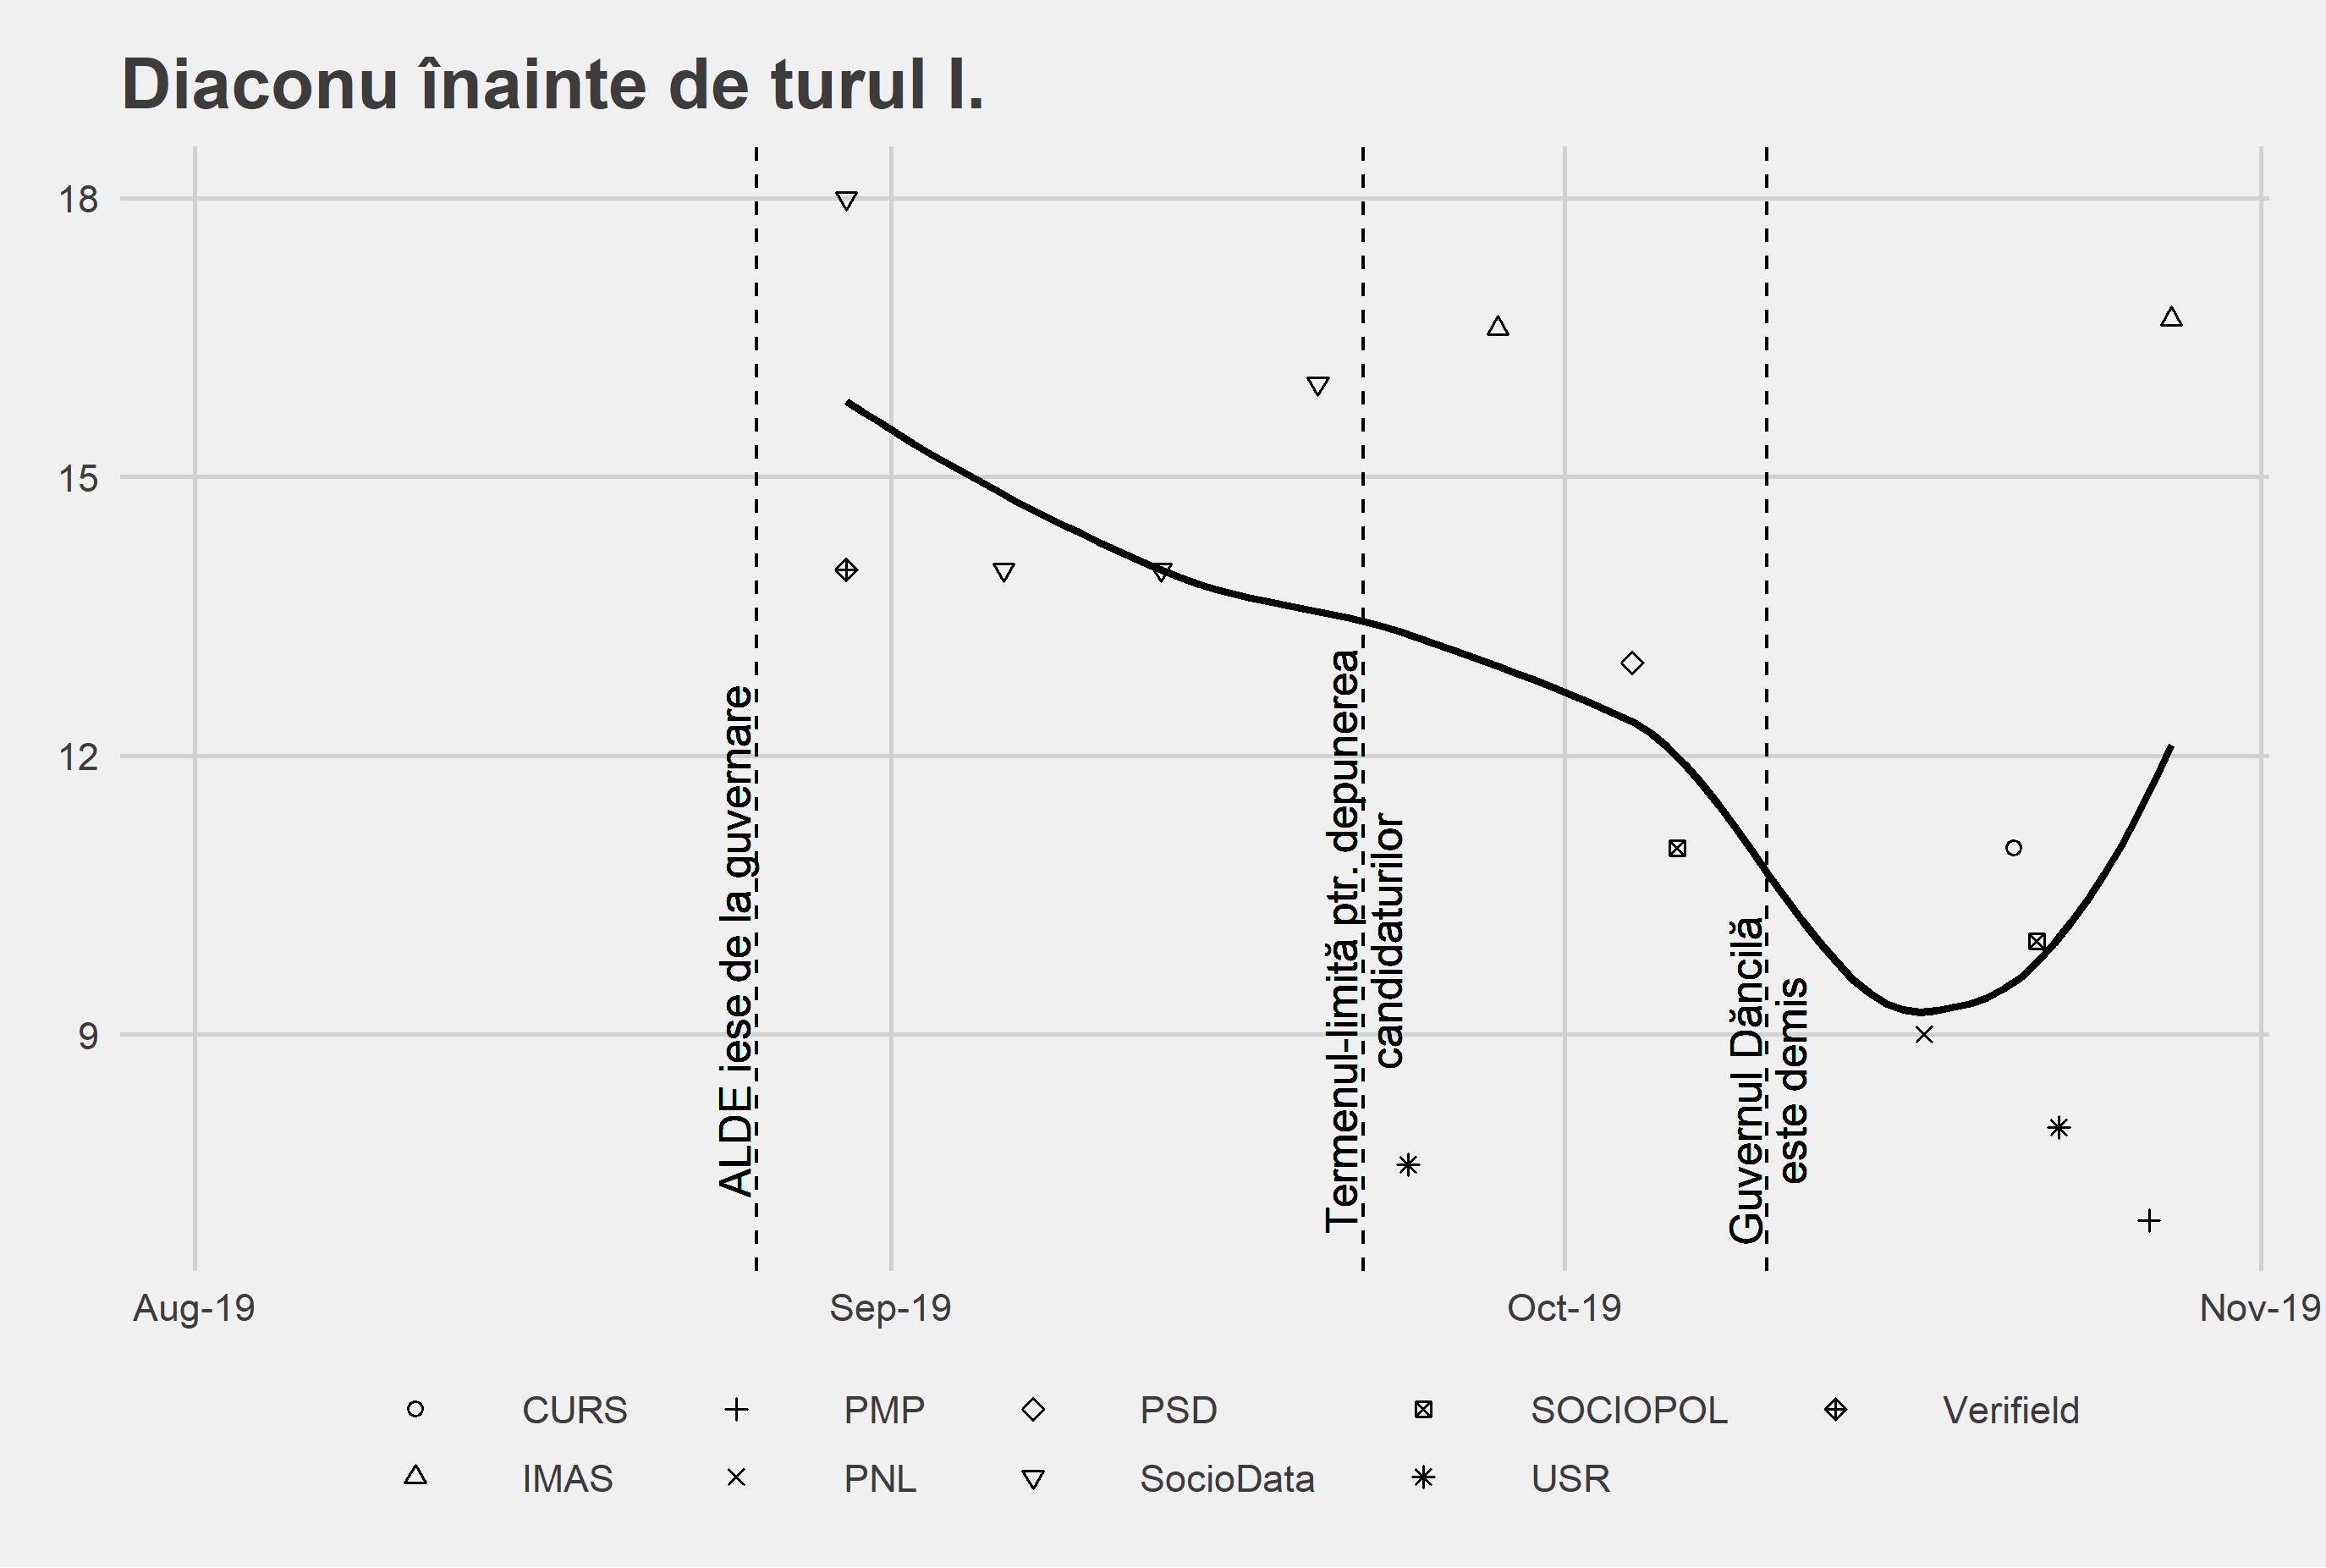 Diaconu înainte de turul I.
18
15
12
9
ALDE iese de la guvernare
Termenul-limită ptr. depunerea
candidaturilor
Guvernul Dăncilă
este demis
Aug-19
Sep-19
Oct-19
Nov-19
CURS
PMP
PSD
SOCIOPOL
Verifield
IMAS
PNL
SocioData
USR